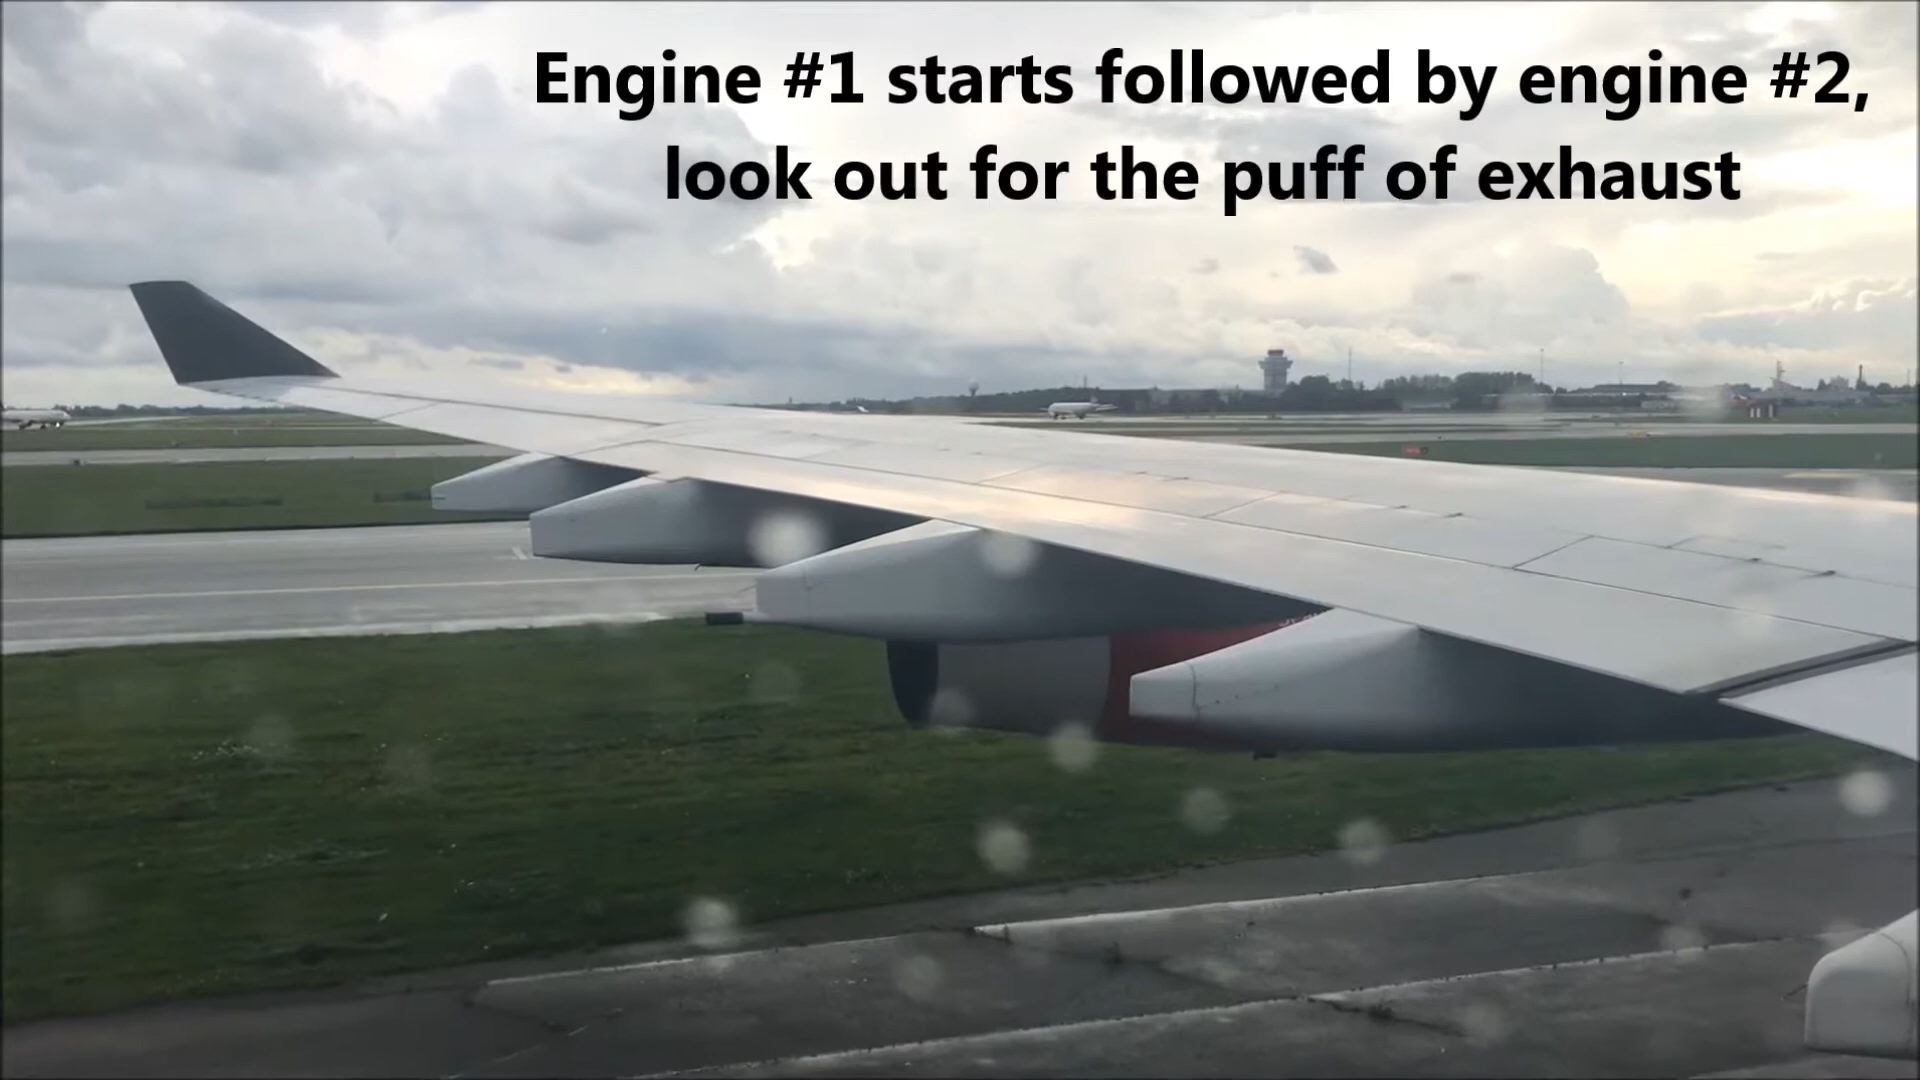 Engine #1 starts followed by engine #2,
look out for the puff of exhaust